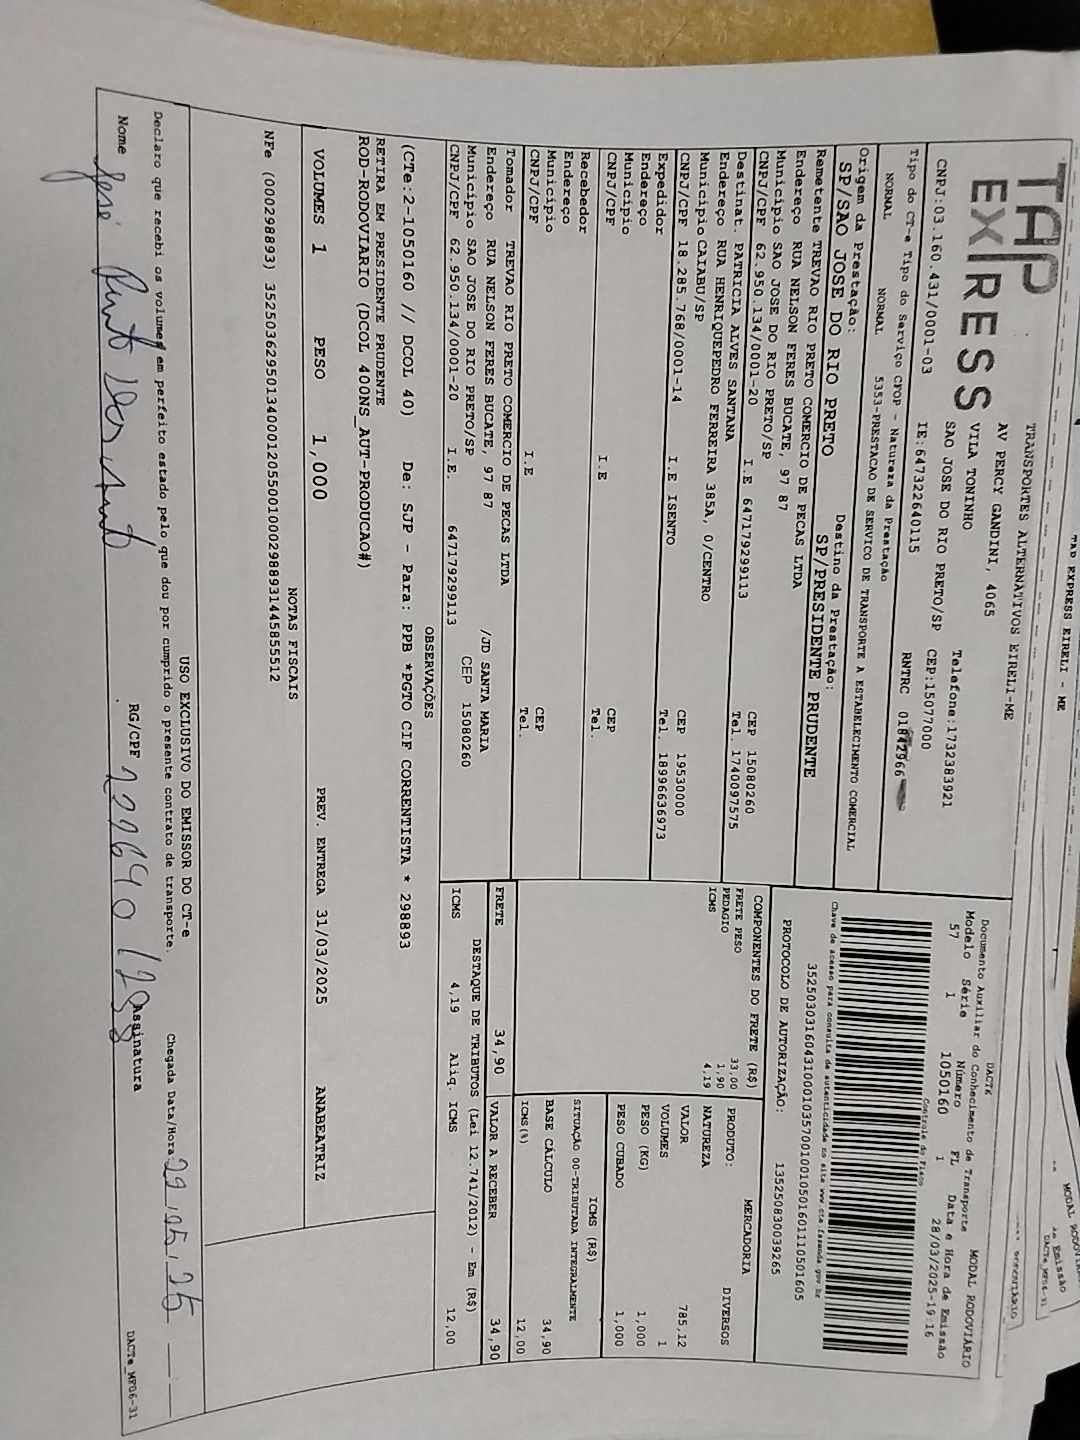 TAP EXPRESS EIRELI - ME
MODAL RODOVIÁRIO
TAP EXPRESS
TRANSPORTES ALTERNATIVOS EIRELI-ME
AV PERCY GANDINI, 4065
VILA TONINHO
SAO JOSE DO RIO PRETO/SP
Telefone:1732383921
CEP:15077000
CNPJ:03.160.431/0001-03
IE:647322640115
RNTRC 01842966
DACTE
Documento Auxiliar do Conhecimento de Transporte
MODAL RODOVIÁRIO
Modelo Série Número FL Data e Hora de Emissão
57 1 1050160 1 28/03/2025-19:16
Controle do Fisco
Tipo do CT-e Tipo do Serviço CFOP - Natureza da Prestação
NORMAL NORMAL 5353-PRESTACAO DE SERVICO DE TRANSPORTE A ESTABELECIMENTO COMERCIAL
Chave de acesso para consulta de autenticidade no site www.cte.fazenda.gov.br
35250303160431000103570010010501601110501605
Origem da Prestação:
SP/SAO JOSE DO RIO PRETO
Destino da Prestação:
SP/PRESIDENTE PRUDENTE
PROTOCOLO DE AUTORIZAÇÃO: 135250830039265
Remetente TREVAO RIO PRETO COMERCIO DE PECAS LTDA
Endereço RUA NELSON FERES BUCATE, 97 87
Município SAO JOSE DO RIO PRETO/SP CEP 15080260
CNPJ/CPF 62.950.134/0001-20 I.E 647179299113 Tel. 1740097575
Destinat. PATRICIA ALVES SANTANA
Endereço RUA HENRIQUEPEDRO FERREIRA 385A, 0/CENTRO
Município CAIABU/SP CEP 19530000
CNPJ/CPF 18.285.768/0001-14 I.E ISENTO Tel. 18996636973
Expedidor
Endereço
Município CEP
CNPJ/CPF I.E Tel.
Recebedor
Endereço
Município CEP
CNPJ/CPF I.E Tel.
Tomador TREVAO RIO PRETO COMERCIO DE PECAS LTDA
Endereço RUA NELSON FERES BUCATE, 97 87 /JD SANTA MARIA
Município SAO JOSE DO RIO PRETO/SP CEP 15080260
CNPJ/CPF 62.950.134/0001-20 I.E. 647179299113
COMPONENTES DO FRETE (R$)
FRETE PESO 33,00
PEDAGIO 1,90
ICMS 4,19
MERCADORIA
PRODUTO: DIVERSOS
NATUREZA
VALOR 785,12
VOLUMES 1
PESO (KG) 1,000
PESO CUBADO 1,000
ICMS (R$)
SITUAÇÃO 00-TRIBUTADA INTEGRALMENTE
BASE CÁLCULO 34,90
ICMS(%) 12,00
FRETE 34,90 VALOR A RECEBER 34,90
DESTAQUE DE TRIBUTOS (Lei 12.741/2012) - Em (R$)
ICMS 4,19 Aliq. ICMS 12,00
OBSERVAÇÕES
(CTe:2-1050160 // DCOL 40) De: SJP - Para: PPB *PGTO CIF CORRENTISTA * 298893
RETIRA EM PRESIDENTE PRUDENTE
ROD-RODOVIARIO (DCOL 400NS_AUT-PRODUCAO#)
VOLUMES 1 PESO 1,000 PREV. ENTREGA 31/03/2025 ANABEATRIZ
NOTAS FISCAIS
NFe (000298893) 35250362950134000120550010002988931445855512
USO EXCLUSIVO DO EMISSOR DO CT-e
Declaro que recebi os volumes em perfeito estado pelo que dou por cumprido o presente contrato de transporte.
Chegada Data/Hora
Nome José
RG/CPF
Assinatura
DACTe_MF06-31